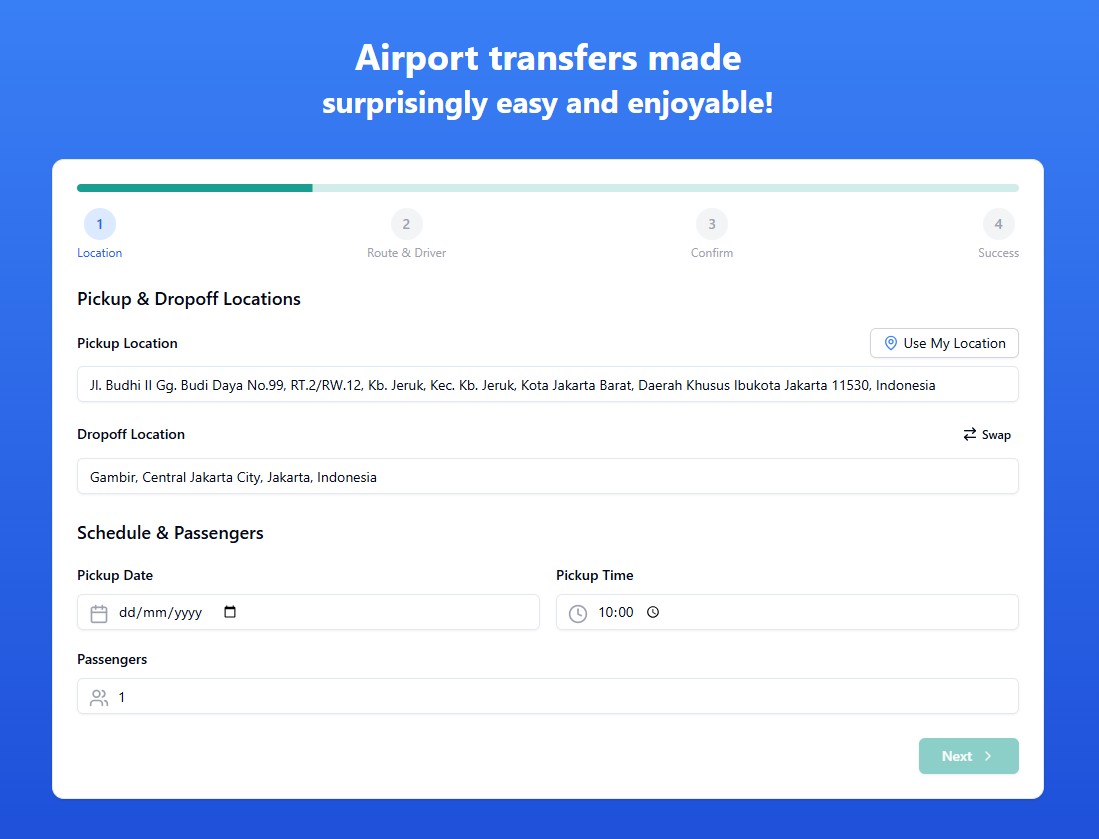 Airport transfers made
surprisingly easy and enjoyable!
1
2
3
4
Location
Route & Driver
Confirm
Success
Pickup & Dropoff Locations
Pickup Location
Use My Location
Jl. Budhi II Gg. Budi Daya No.99, RT.2/RW.12, Kb. Jeruk, Kec. Kb. Jeruk, Kota Jakarta Barat, Daerah Khusus Ibukota Jakarta 11530, Indonesia
Dropoff Location
Swap
Gambir, Central Jakarta City, Jakarta, Indonesia
Schedule & Passengers
Pickup Date
Pickup Time
dd/mm/yyyy
10:00
Passengers
1
Next